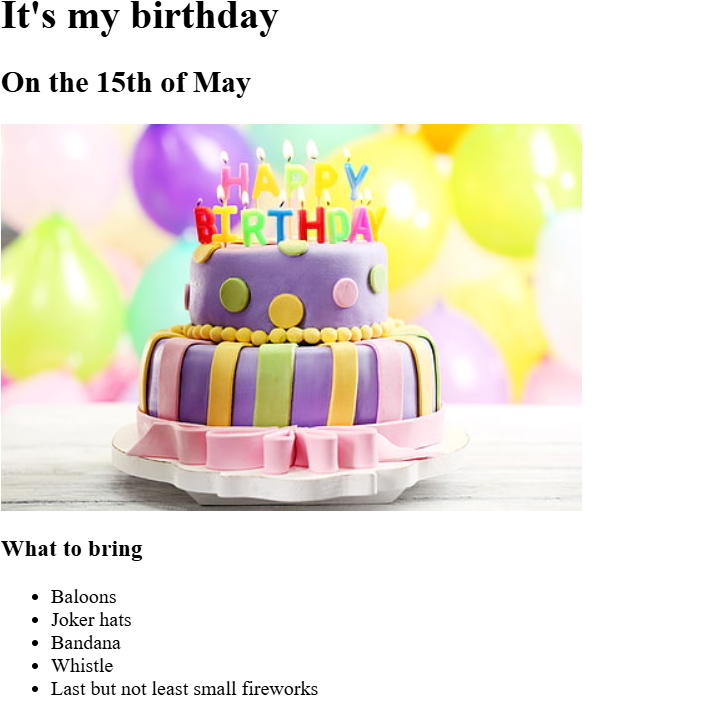 It's my birthday
On the 15th of May
HAPPY
BIRTHDAY
What to bring
Baloons
Joker hats
Bandana
Whistle
Last but not least small fireworks